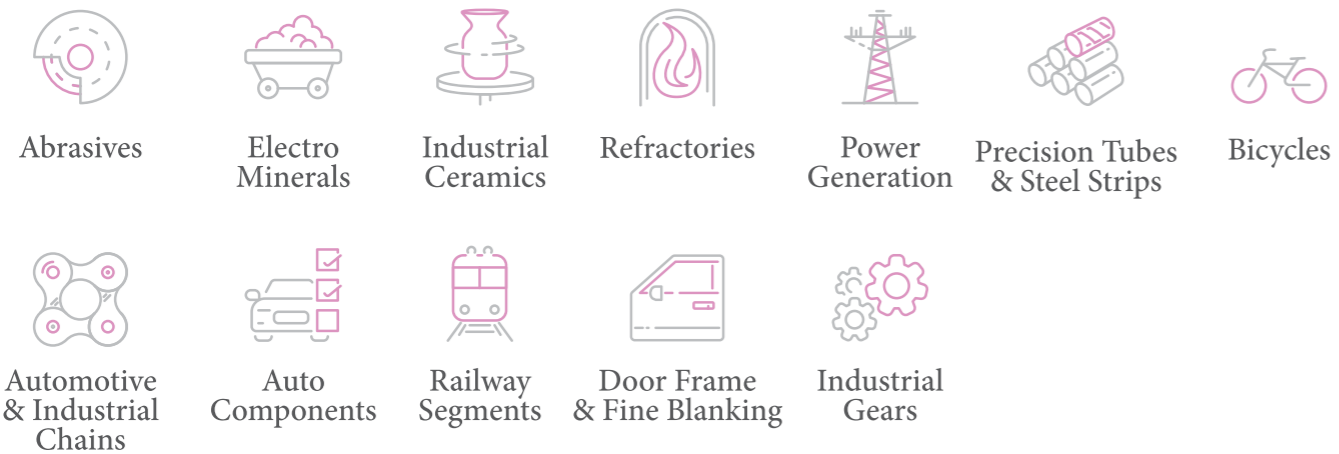 Abrasives
Electro
Minerals
Industrial
Ceramics
Refractories
Power
Generation
Precision Tubes
& Steel Strips
Bicycles
Automotive
& Industrial
Chains
Auto
Components
Railway
Segments
Door Frame
& Fine Blanking
Industrial
Gears